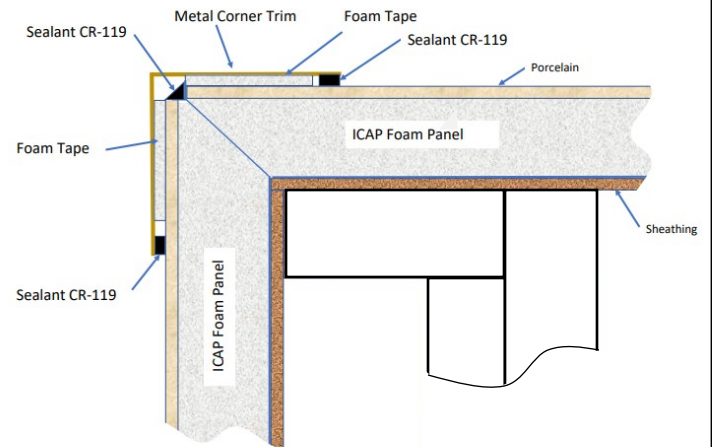 Metal Corner Trim
Foam Tape
Sealant CR-119
Sealant CR-119
Porcelain
ICAP Foam Panel
Foam Tape
Sheathing
ICAP Foam Panel
Sealant CR-119